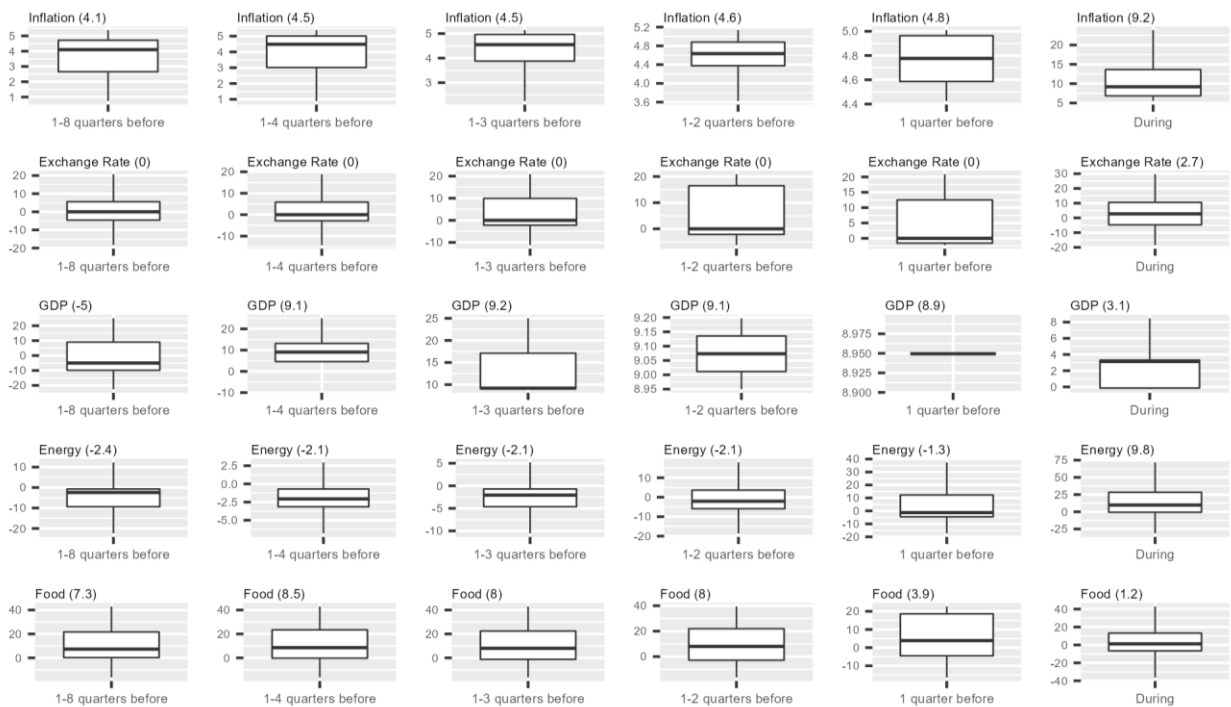 Inflation (4.1) Inflation (4.5) Inflation (4.5) Inflation (4.6) Inflation (4.8) Inflation (9.2)
5 5 5 5.2 5.0 20
4 4 4 4.8 4.8 15
3 3 3 4.4 4.6 10
2 2 4.0 4.4 5
1 1 3.6
1-8 quarters before 1-4 quarters before 1-3 quarters before 1-2 quarters before 1 quarter before During
Exchange Rate (0) Exchange Rate (0) Exchange Rate (0) Exchange Rate (0) Exchange Rate (0) Exchange Rate (2.7)
20 20 20 20 20 30
10 10 10 10 15 20
0 0 0 0 10 10
-10 -10 -10 5 0
-20 0 -10
-20
1-8 quarters before 1-4 quarters before 1-3 quarters before 1-2 quarters before 1 quarter before During
GDP (-5) GDP (9.1) GDP (9.2) GDP (9.1) GDP (8.9) GDP (3.1)
20 20 25 9.20 8.975 8
10 10 20 9.15 8.950 6
0 0 15 9.10 8.925 4
-10 -10 10 9.05 8.900 2
-20 9.00 0
8.95
1-8 quarters before 1-4 quarters before 1-3 quarters before 1-2 quarters before 1 quarter before During
Energy (-2.4) Energy (-2.1) Energy (-2.1) Energy (-2.1) Energy (-1.3) Energy (9.8)
10 2.5 5 10 40 75
0 0.0 0 0 30 50
-10 -2.5 -5 -10 20 25
-20 -5.0 -10 -20 10 0
0 -25
-10
-20
1-8 quarters before 1-4 quarters before 1-3 quarters before 1-2 quarters before 1 quarter before During
Food (7.3) Food (8.5) Food (8) Food (8) Food (3.9) Food (1.2)
40 40 40 40 20 40
20 20 20 20 10 20
0 0 0 0 0 0
-10 -20
-40
1-8 quarters before 1-4 quarters before 1-3 quarters before 1-2 quarters before 1 quarter before During